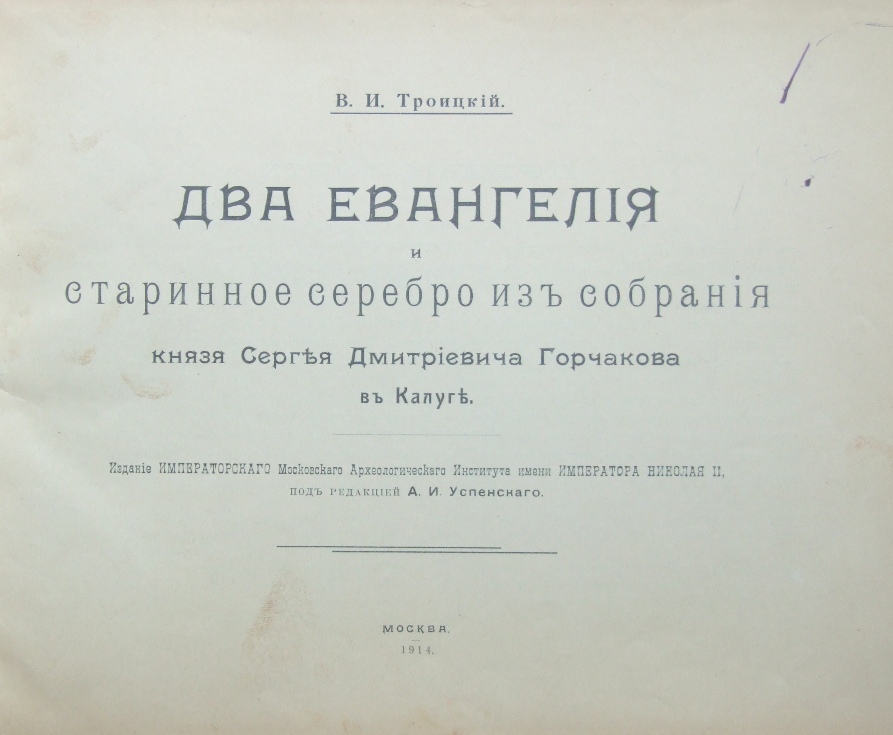 В. И. Троицкій.
ДВА ЕВАНГЕЛІЯ
и
старинное серебро изъ собранія
князя Сергѣя Дмитріевича Горчакова
въ Калугѣ.
Изданіе ИМПЕРАТОРСКАГО Московскаго Археологическаго Института имени ИМПЕРАТОРА НИКОЛАЯ II,
ПОДЪ РЕДАКЦІЕЙ А. И. Успенскаго.
МОСКВА.
1914.